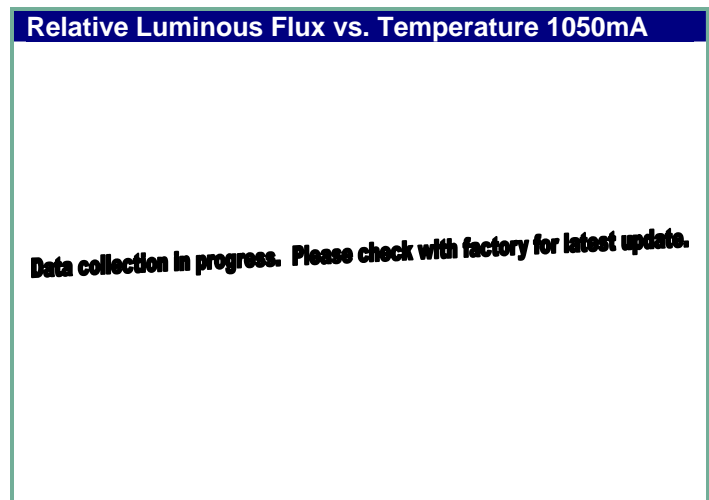 Relative Luminous Flux vs. Temperature 1050mA
Data collection in progress. Please check with factory for latest update.